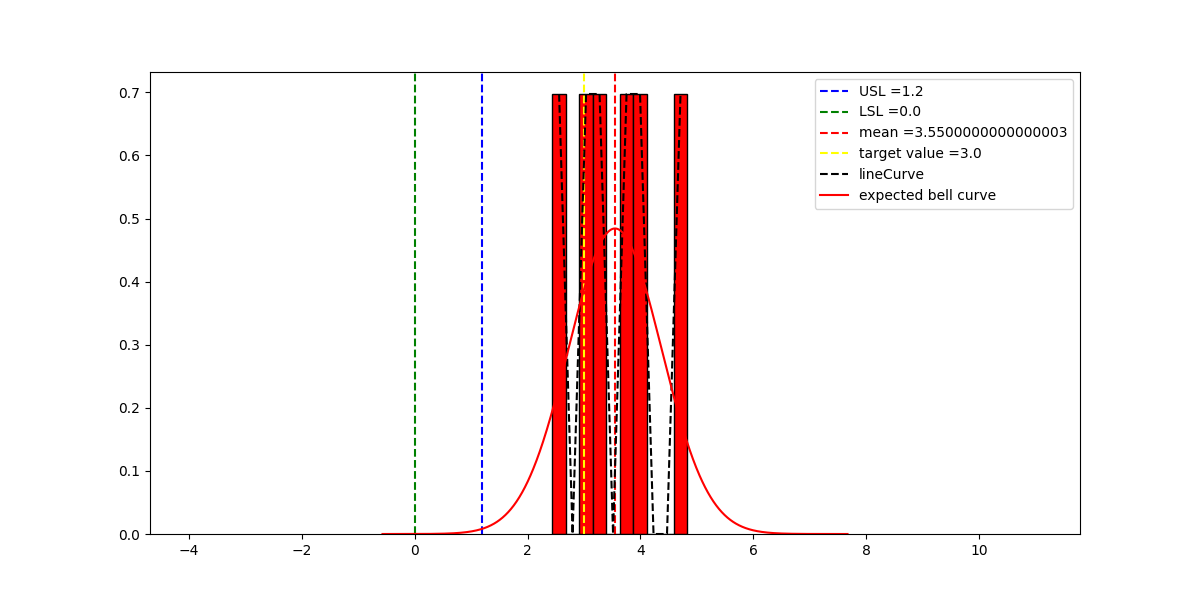 0.7
0.6
0.5
0.4
0.3
0.2
0.1
0.0
−4
−2
0
2
4
6
8
10
USL =1.2
LSL =0.0
mean =3.5500000000000003
target value =3.0
lineCurve
expected bell curve